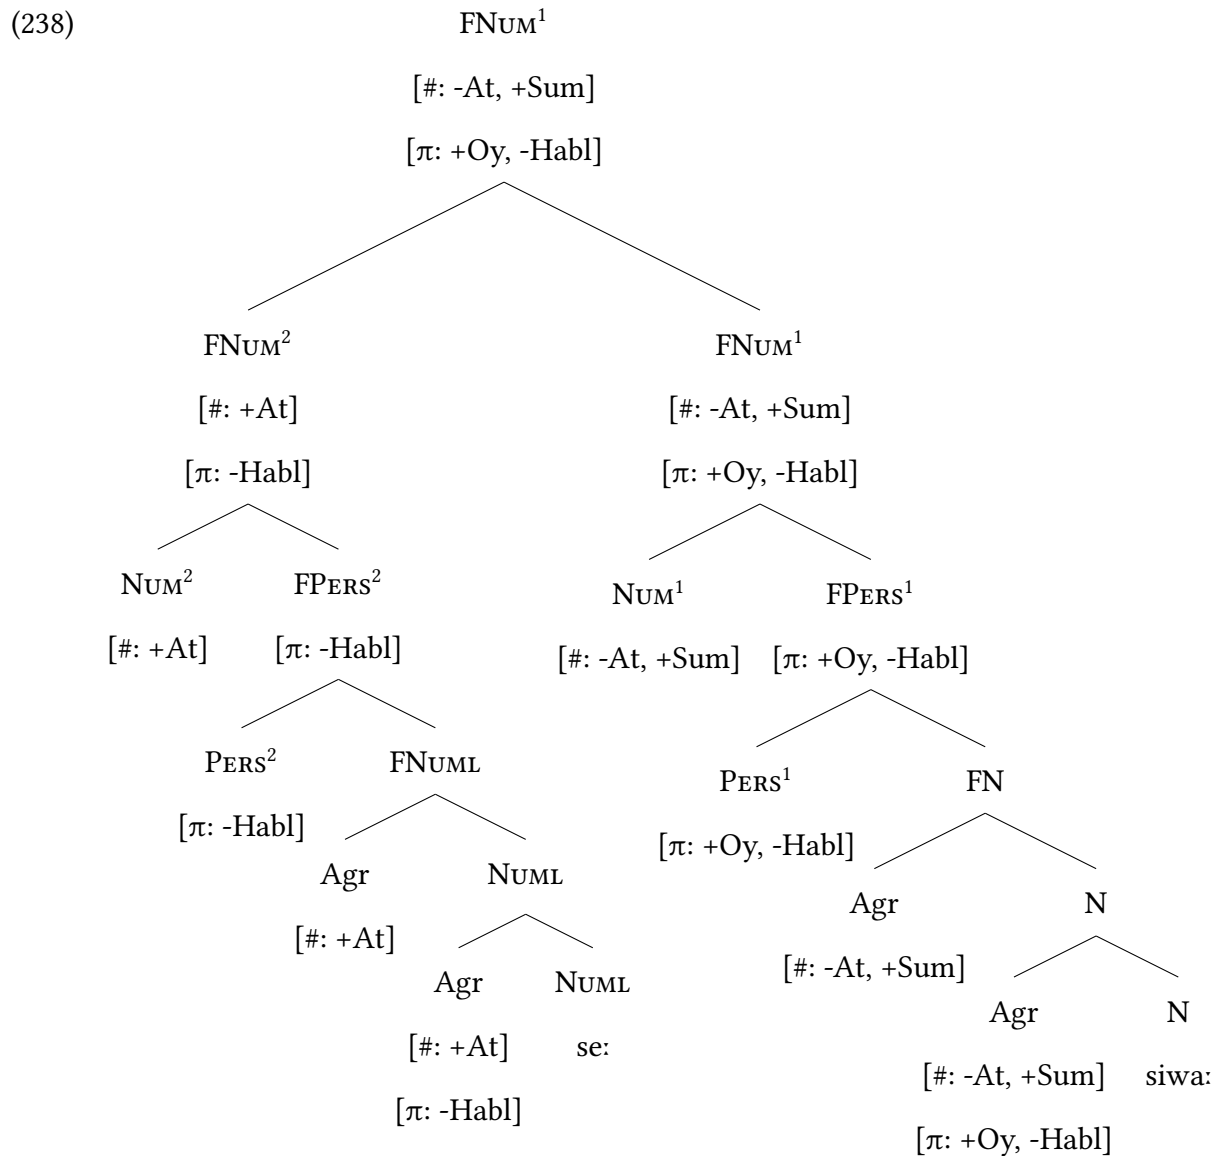 (238) FNum¹
[#: -At, +Sum]
[π: +Oy, -Habl]
FNum² FNum¹
[#: +At] [#: -At, +Sum]
[π: -Habl] [π: +Oy, -Habl]
Num² FPers² Num¹ FPers¹
[#: +At] [π: -Habl] [#: -At, +Sum] [π: +Oy, -Habl]
Pers² FNuml Pers¹ FN
[π: -Habl] [π: +Oy, -Habl]
Agr Numl Agr N
[#: +At] [#: -At, +Sum]
Agr Numl Agr N
[#: +At] seː [#: -At, +Sum] siwaː
[π: -Habl] [π: +Oy, -Habl]